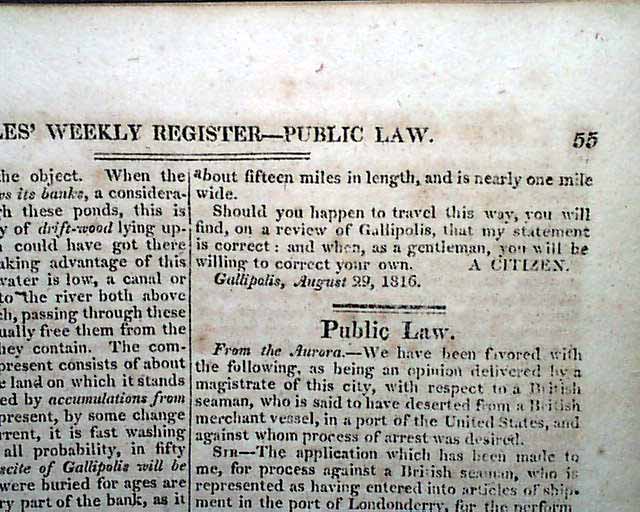 LES' WEEKLY REGISTER—PUBLIC LAW.
55
the object. When the
its banks, a considera-
these ponds, this is
of drift-wood lying up-
could have got there
taking advantage of this
water is low, a canal or
to the river both above
passing through these
free them from the
they contain. The com-
present consists of about
land on which it stands
ed by accumulations from
present, by some change
it is fast washing
all probability, in fifty
scite of Gallipolis will be
were buried for ages are
part of the bank, as it
about fifteen miles in length, and is nearly one mile
wide.
Should you happen to travel this way, you will
find, on a review of Gallipolis, that my statement
is correct: and when, as a gentleman, you will be
willing to correct your own. A CITIZEN.
Gallipolis, August 29, 1816.
Public Law.
From the Aurora.—We have been favored with
the following, as being an opinion delivered by a
magistrate of this city, with respect to a British
seaman, who is said to have deserted from a British
merchant vessel, in a port of the United States, and
against whom process of arrest was desired.
SIR—The application which has been made to
me, for process against a British seaman, who is
represented as having entered into articles of ship-
ment in the port of Londonderry, for the perform